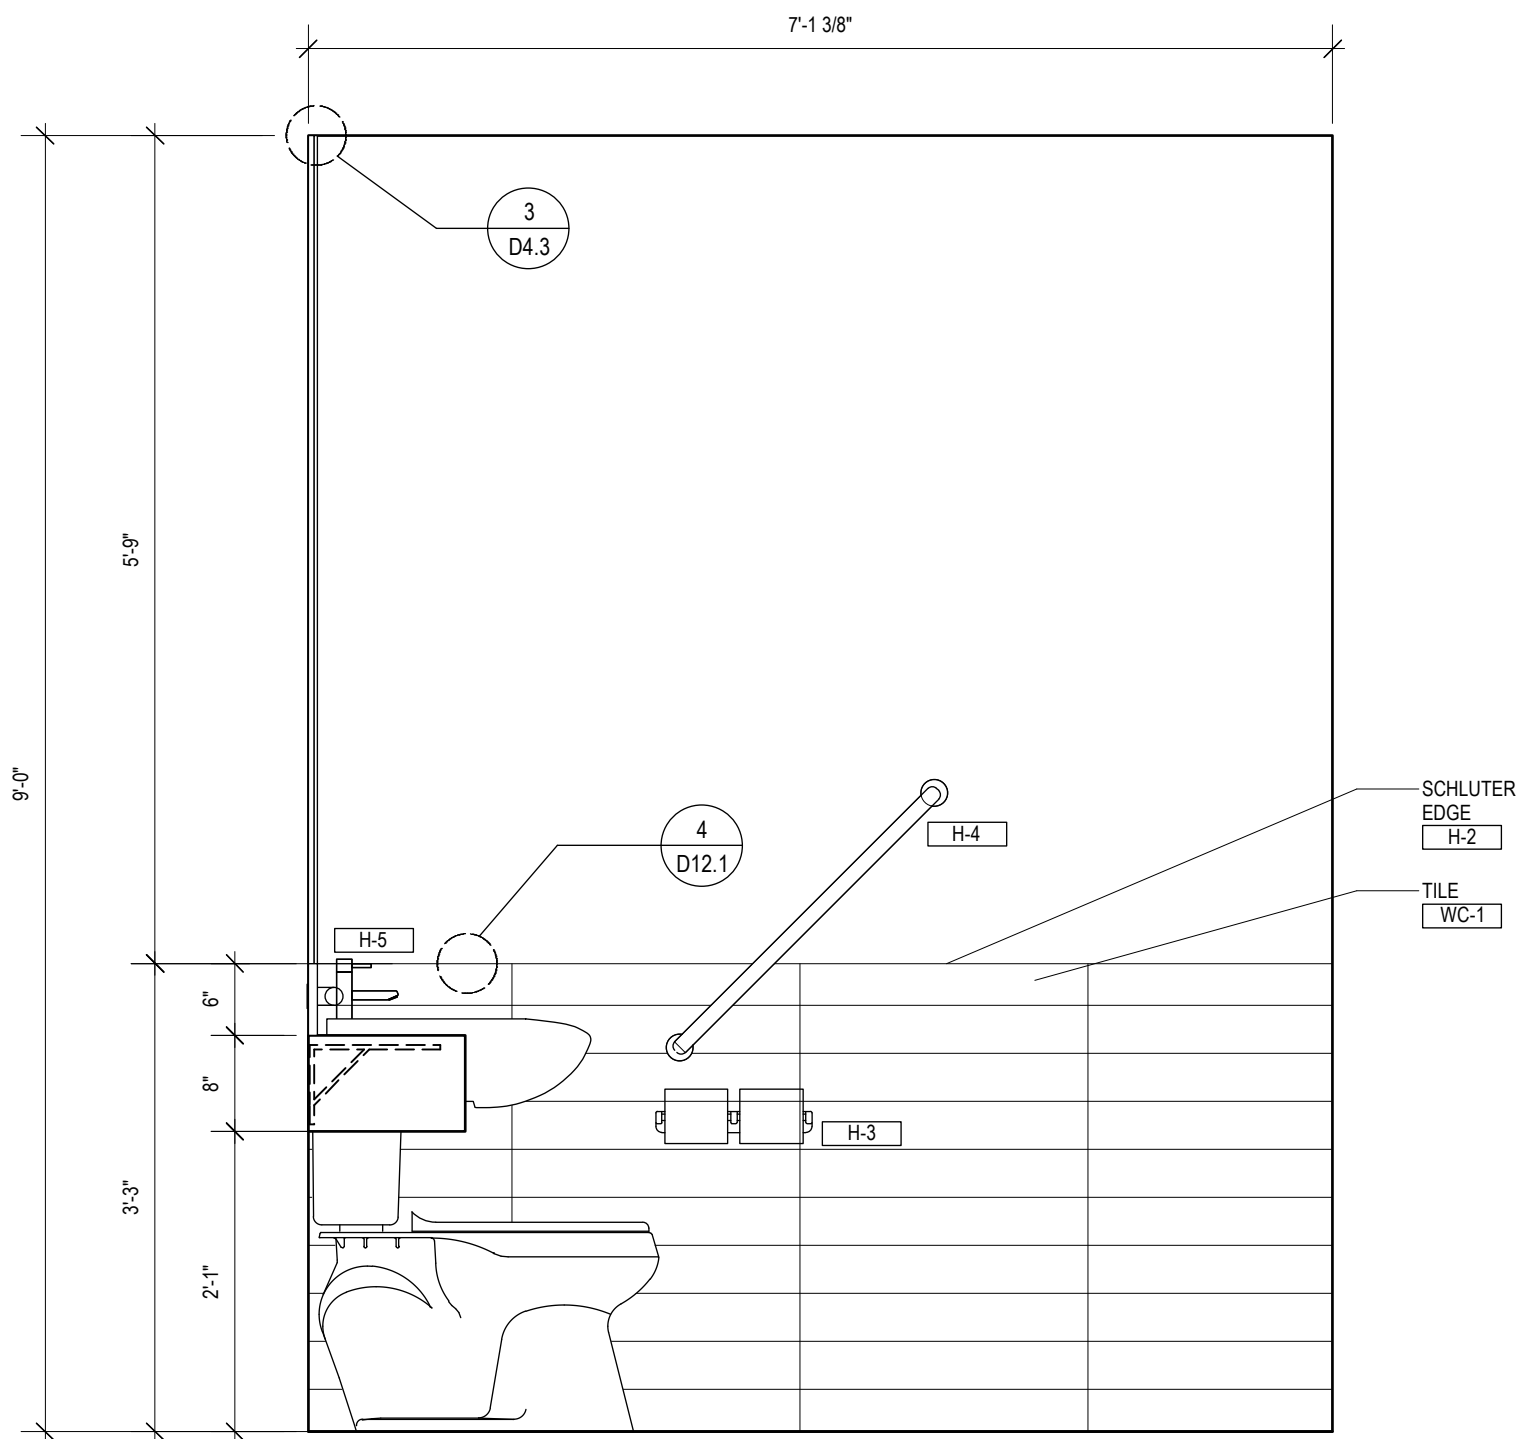 7'-1 3/8"
3
D4.3
5'-9"
9'-0"
SCHLUTER
EDGE
H-2
H-4
4
D12.1
TILE
WC-1
H-5
6"
8"
H-3
3'-3"
2'-1"